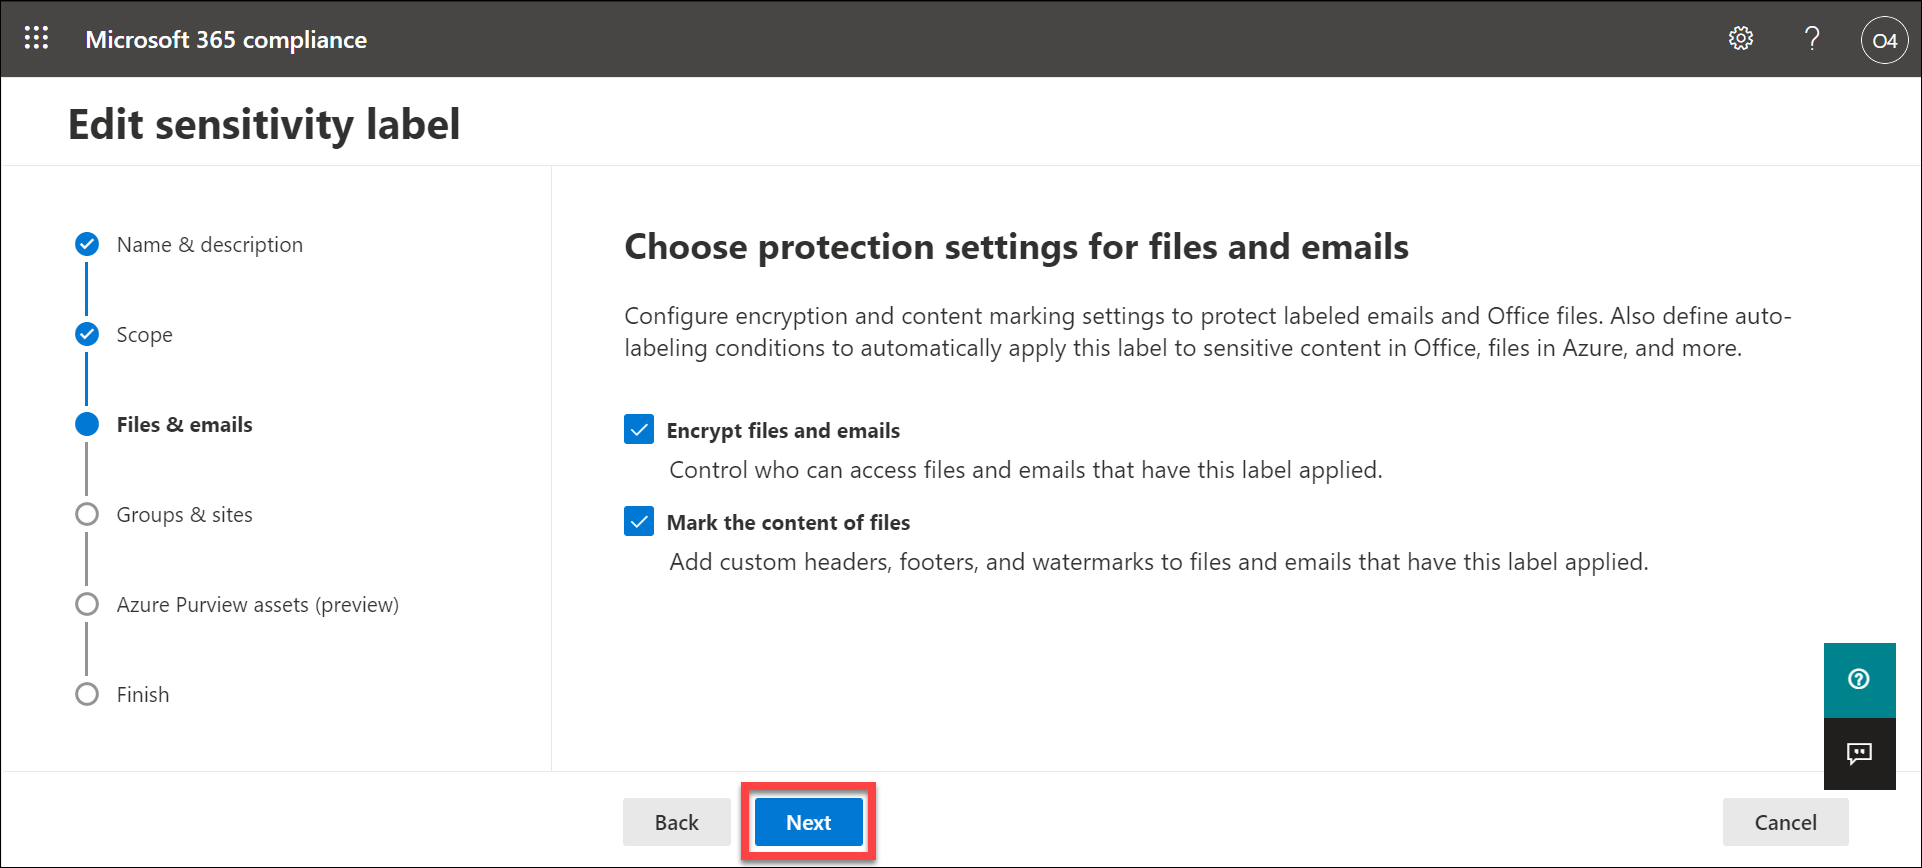 Microsoft 365 compliance
?
O4
Edit sensitivity label
Name & description
Scope
Files & emails
Groups & sites
Azure Purview assets (preview)
Finish
Choose protection settings for files and emails
Configure encryption and content marking settings to protect labeled emails and Office files. Also define auto-
labeling conditions to automatically apply this label to sensitive content in Office, files in Azure, and more.
Encrypt files and emails
Control who can access files and emails that have this label applied.
Mark the content of files
Add custom headers, footers, and watermarks to files and emails that have this label applied.
Back
Next
Cancel